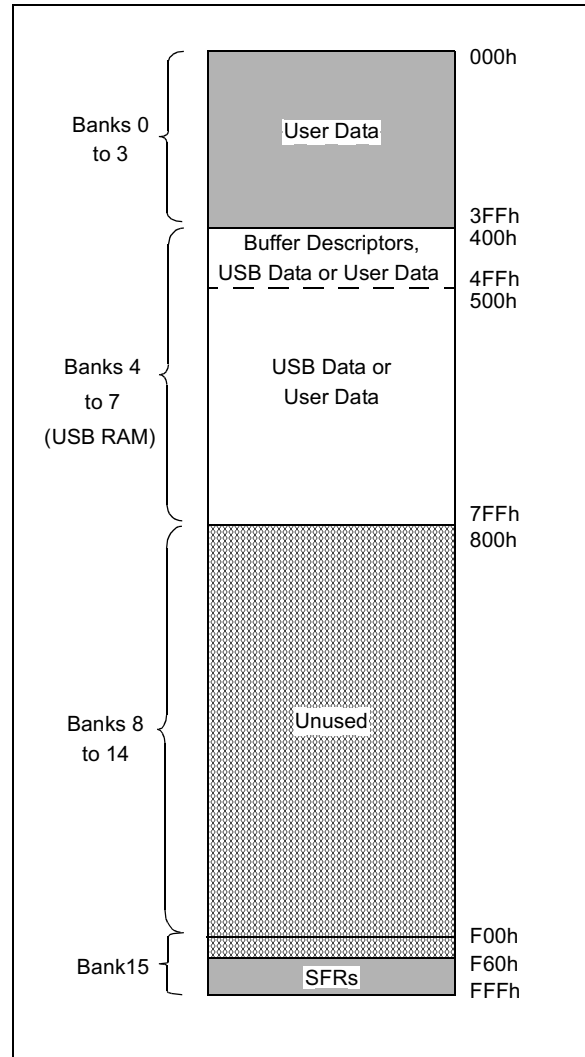 000h
Banks 0
to 3
User Data
3FFh
400h
Buffer Descriptors,
USB Data or User Data
4FFh
500h
Banks 4
to 7
(USB RAM)
USB Data or
User Data
7FFh
800h
Banks 8
to 14
Unused
F00h
Bank15
F60h
SFRs
FFFh